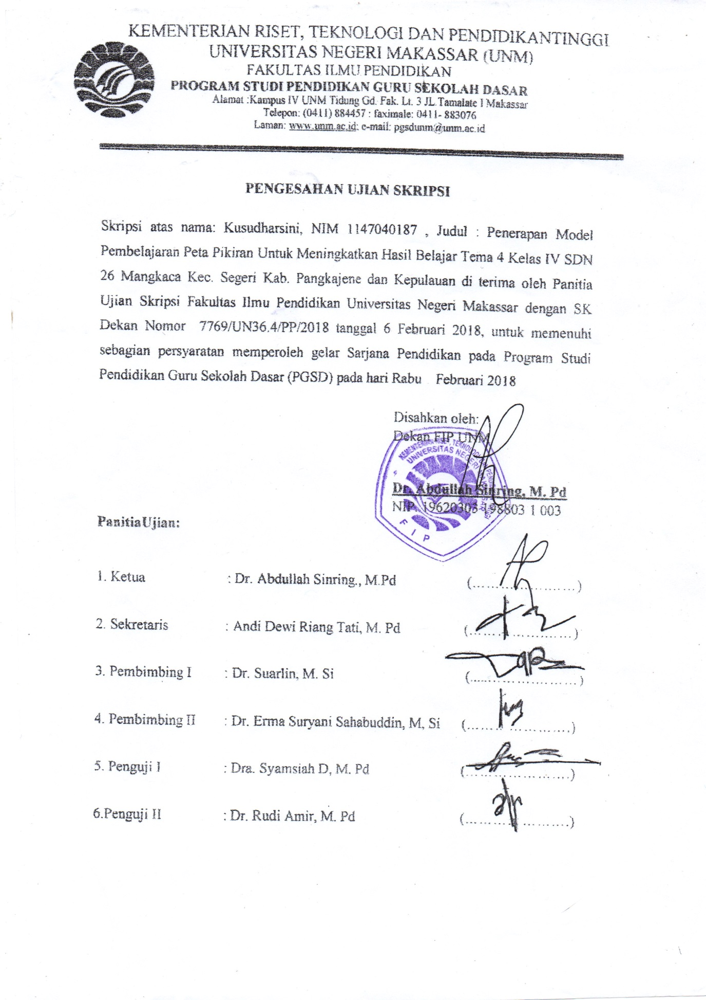 KEMENTERIAN RISET, TEKNOLOGI DAN PENDIDIKANTINGGI
UNIVERSITAS NEGERI MAKASSAR (UNM)
FAKULTAS ILMU PENDIDIKAN
PROGRAM STUDI PENDIDIKAN GURU SEKOLAH DASAR
Alamat :Kampus IV UNM Tidung Gd. Fak. Lt. 3 JL.Tamalate I Makassar
Telepon: (0411) 884457 : faximale: 0411- 883076
Laman: www.unm.ac.id; e-mail: pgsdunm@unm.ac.id
PENGESAHAN UJIAN SKRIPSI
Skripsi atas nama: Kusudharsini, NIM 1147040187 , Judul : Penerapan Model
Pembelajaran Peta Pikiran Untuk Meningkatkan Hasil Belajar Tema 4 Kelas IV SDN
26 Mangkaca Kec. Segeri Kab. Pangkajene dan Kepulauan di terima oleh Panitia
Ujian Skripsi Fakultas Ilmu Pendidikan Universitas Negeri Makassar dengan SK
Dekan Nomor 7769/UN36.4/PP/2018 tanggal 6 Februari 2018, untuk memenuhi
sebagian persyaratan memperoleh gelar Sarjana Pendidikan pada Program Studi
Pendidikan Guru Sekolah Dasar (PGSD) pada hari Rabu Februari 2018
Disahkan oleh:
Dekan FIP UNM
KEMENTERIAN RISET, TEKNOLOGI DAN PENDIDIKAN TINGGI
UNIVERSITAS NEGERI MAKASSAR
FIP
Dr. Abdullah Sinring, M. Pd
NIP. 19620303 198803 1 003
PanitiaUjian:
1. Ketua : Dr. Abdullah Sinring., M.Pd (........................)
2. Sekretaris : Andi Dewi Riang Tati, M. Pd (........................)
3. Pembimbing I : Dr. Suarlin, M. Si (........................)
4. Pembimbing II : Dr. Erma Suryani Sahabuddin, M, Si (........................)
5. Penguji I : Dra. Syamsiah D, M. Pd (........................)
6.Penguji II : Dr. Rudi Amir, M. Pd (........................)